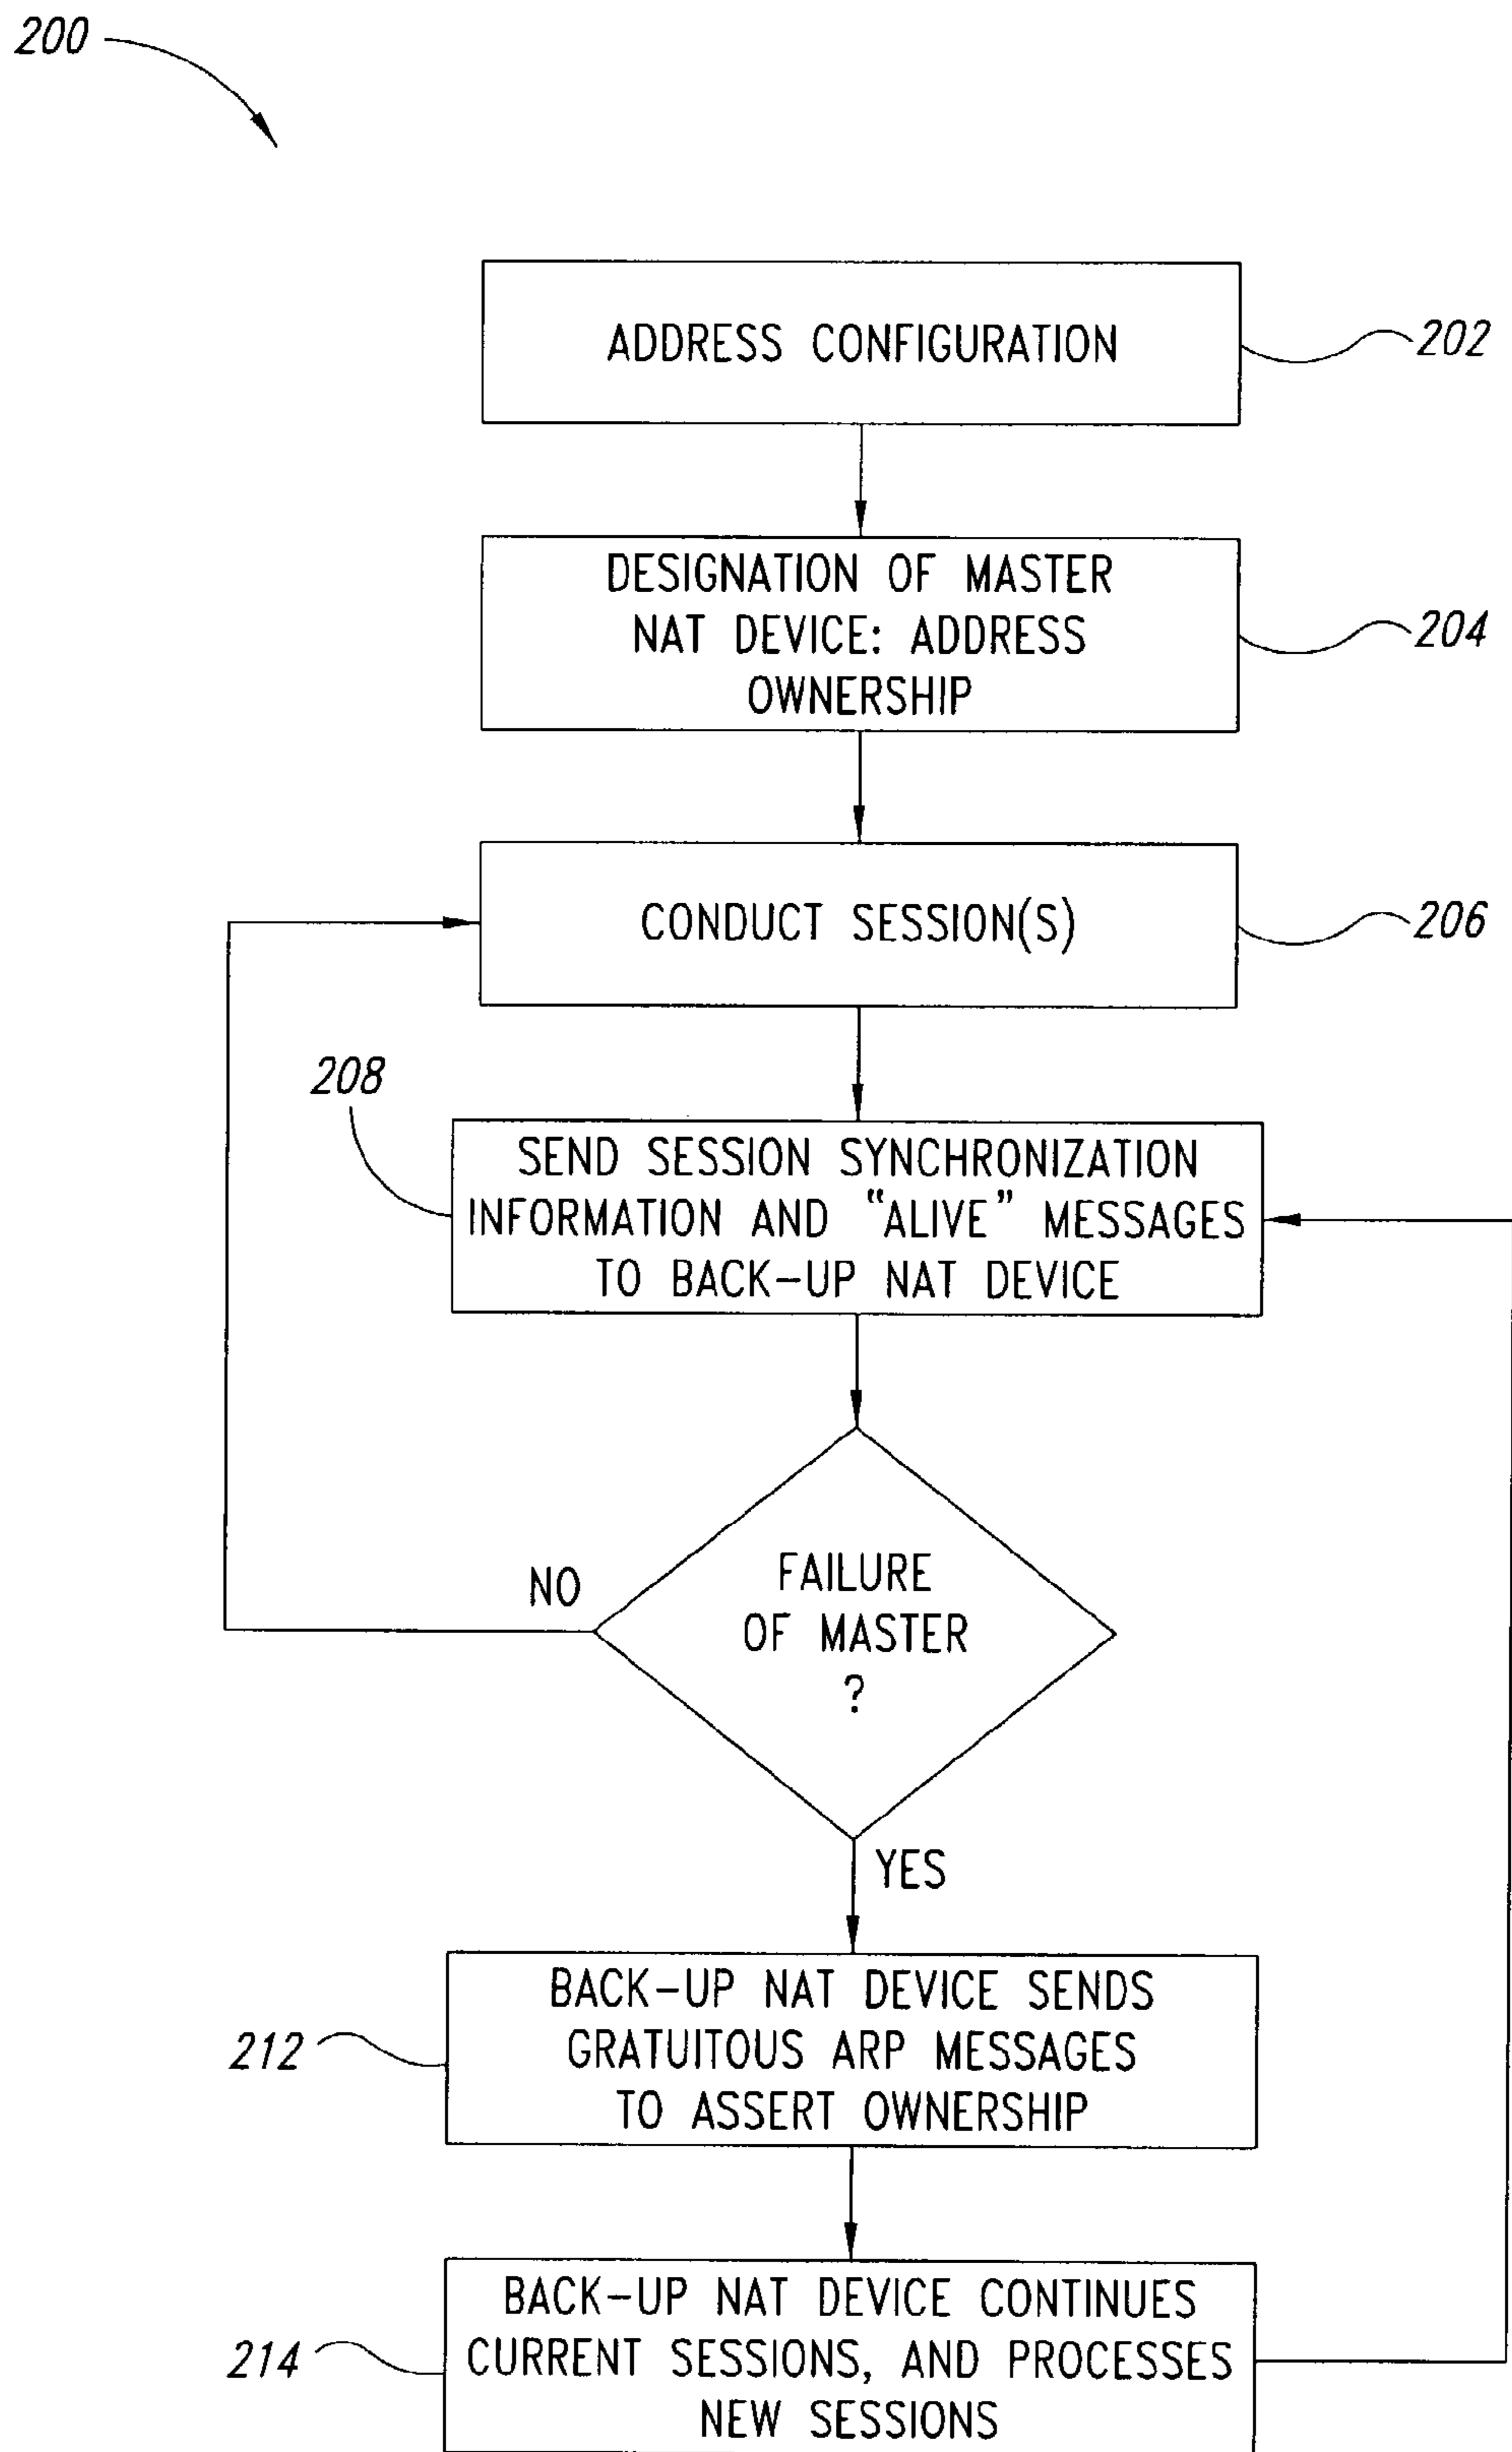 200
ADDRESS CONFIGURATION
202
DESIGNATION OF MASTER
NAT DEVICE: ADDRESS
OWNERSHIP
204
CONDUCT SESSION(S)
206
208
SEND SESSION SYNCHRONIZATION
INFORMATION AND "ALIVE" MESSAGES
TO BACK-UP NAT DEVICE
FAILURE
OF MASTER
?
NO
YES
BACK-UP NAT DEVICE SENDS
GRATUITOUS ARP MESSAGES
TO ASSERT OWNERSHIP
212
BACK-UP NAT DEVICE CONTINUES
CURRENT SESSIONS, AND PROCESSES
NEW SESSIONS
214